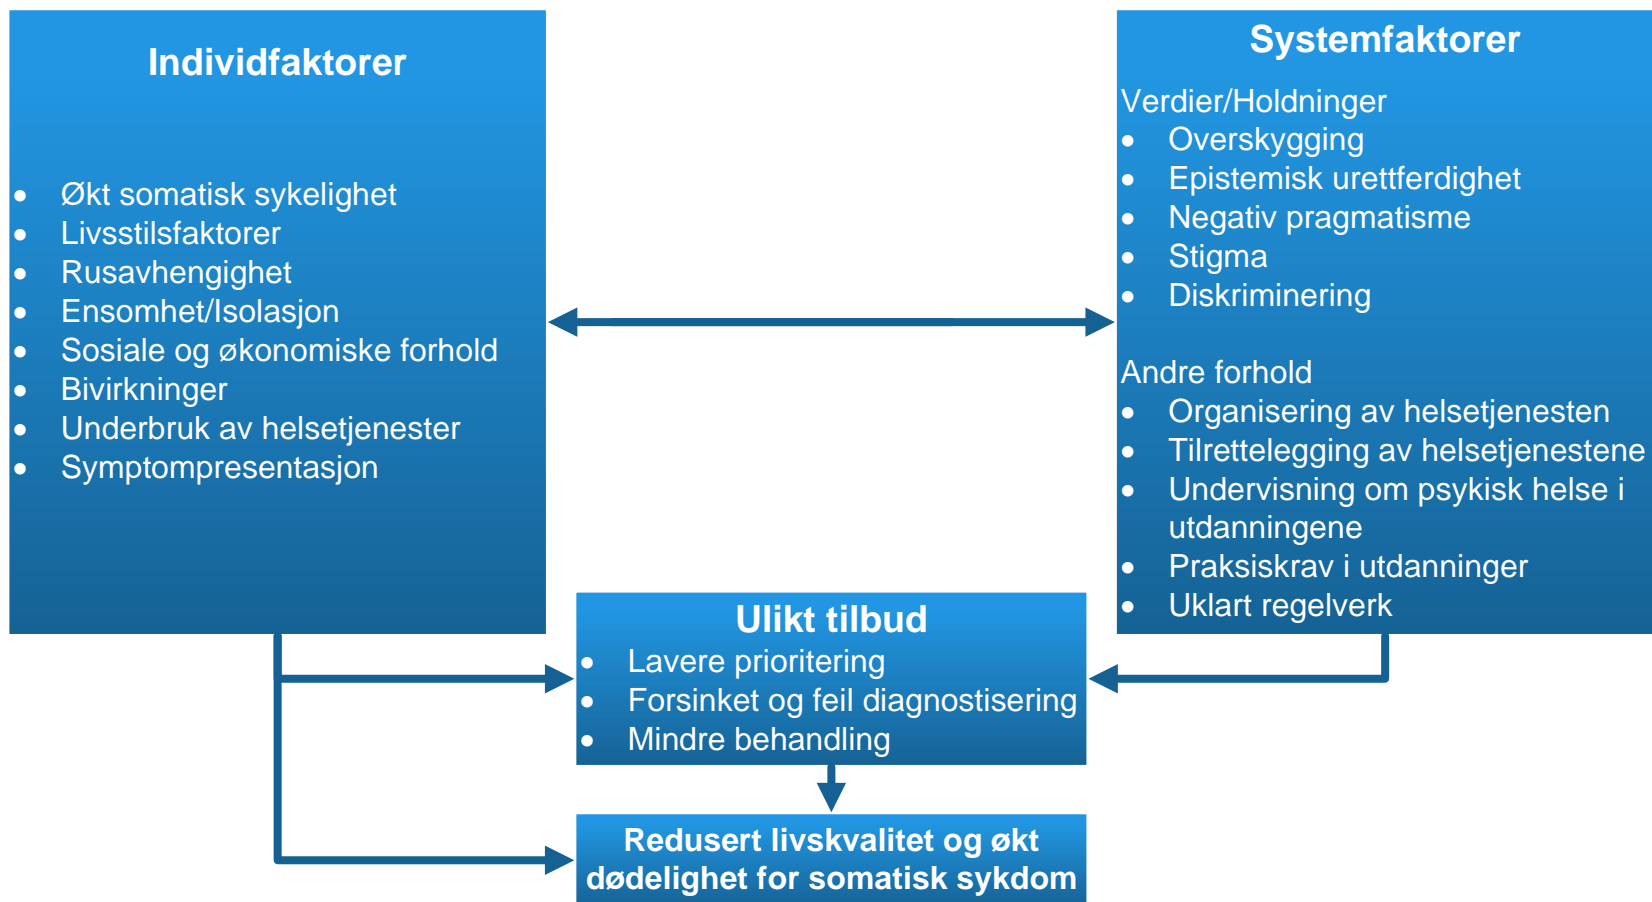 Individfaktorer
Økt somatisk sykelighet
Livsstilsfaktorer
Rusavhengighet
Ensomhet/Isolasjon
Sosiale og økonomiske forhold
Bivirkninger
Underbruk av helsetjenester
Symptompresentasjon
Systemfaktorer
Verdier/Holdninger
Overskygging
Epistemisk urettferdighet
Negativ pragmatisme
Stigma
Diskriminering
Andre forhold
Organisering av helsetjenesten
Tilrettelegging av helsetjenestene
Undervisning om psykisk helse i
utdanningene
Praksiskrav i utdanninger
Uklart regelverk
Ulikt tilbud
Lavere prioritering
Forsinket og feil diagnostisering
Mindre behandling
Redusert livskvalitet og økt
dødelighet for somatisk sykdom